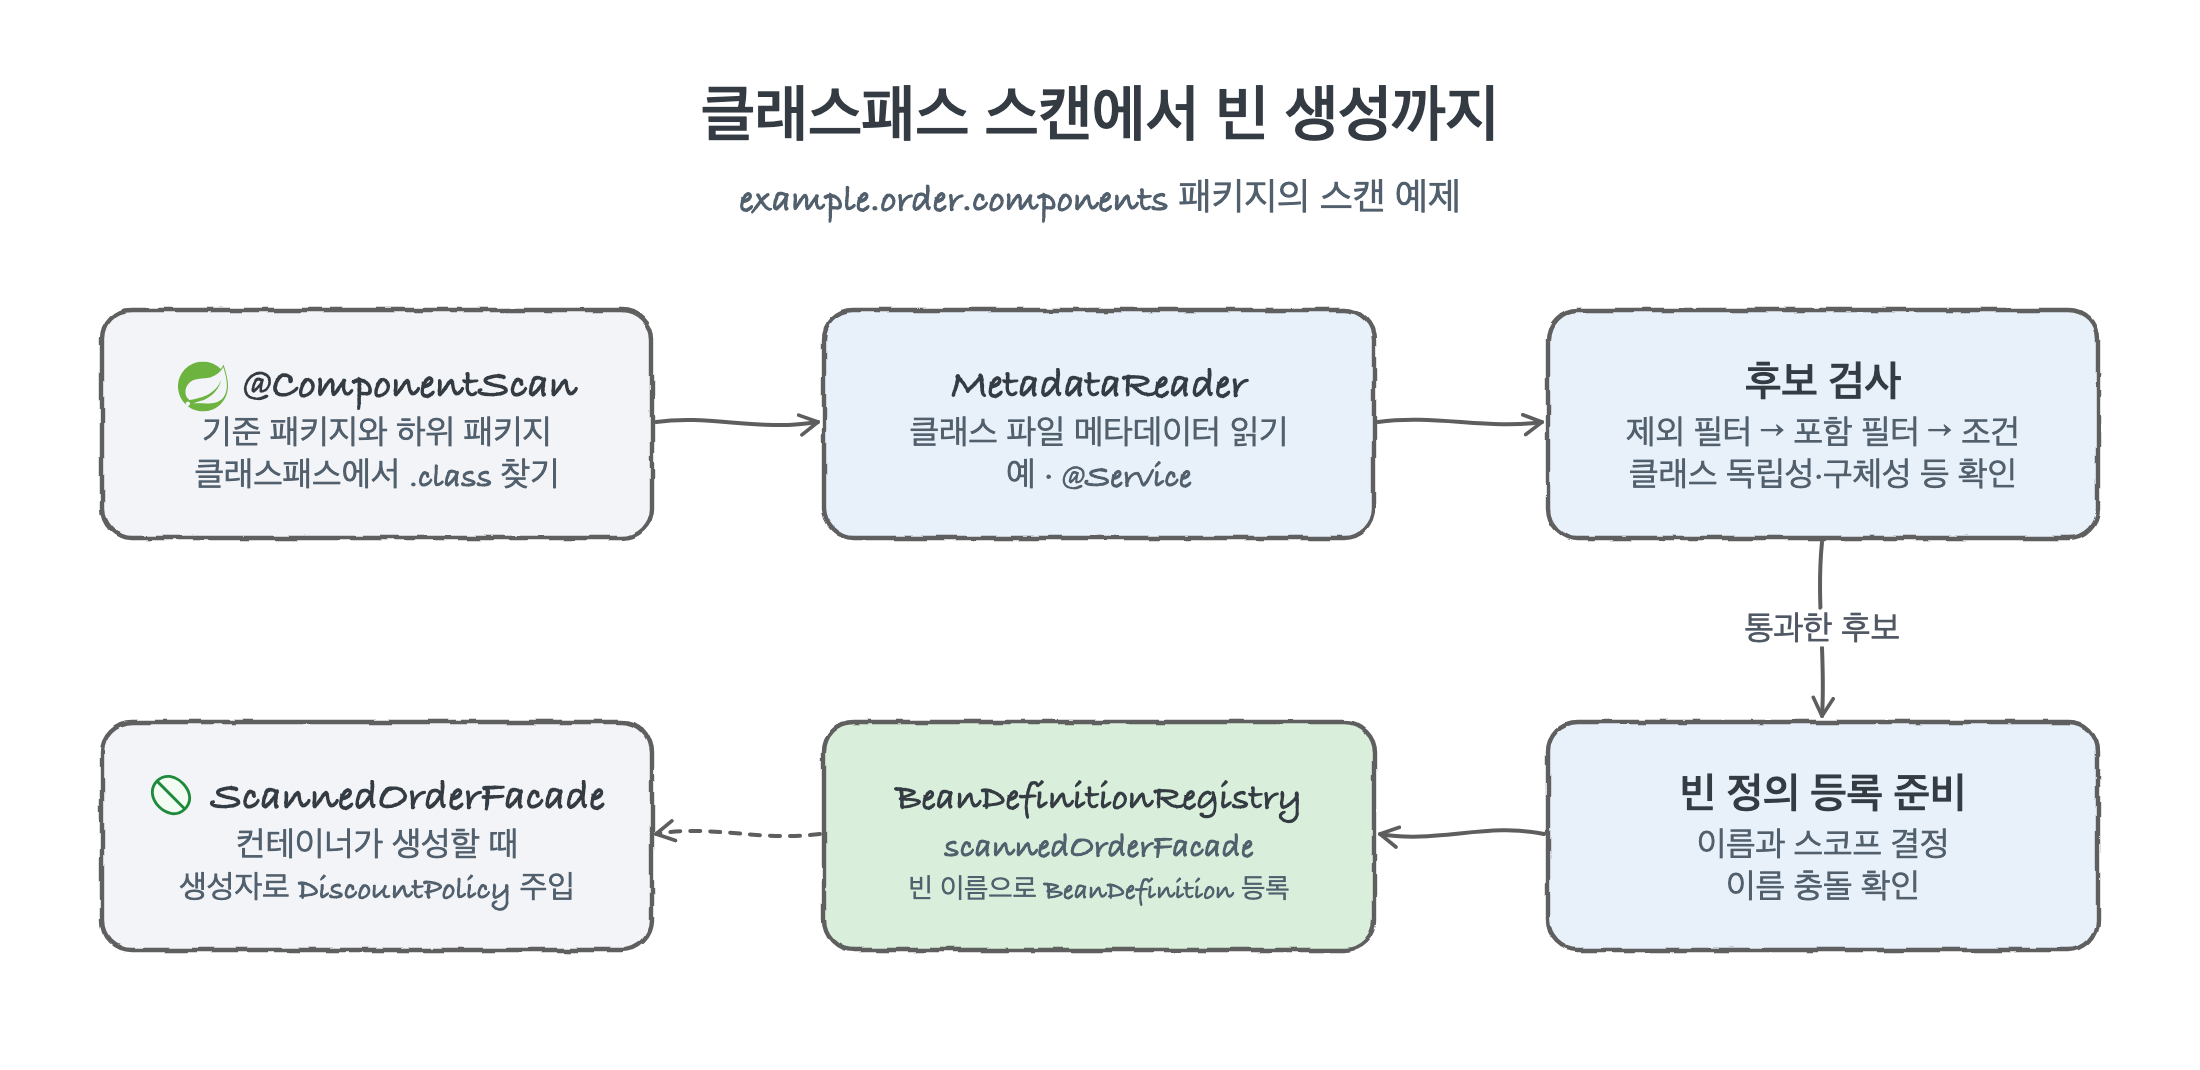 클래스패스 스캔에서 빈 생성까지
example.order.components 패키지의 스캔 예제
@ComponentScan
기준 패키지와 하위 패키지
클래스패스에서 .class 찾기
MetadataReader
클래스 파일 메타데이터 읽기
예 · @Service
후보 검사
제외 필터 → 포함 필터 → 조건
클래스 독립성·구체성 등 확인
통과한 후보
빈 정의 등록 준비
이름과 스코프 결정
이름 충돌 확인
BeanDefinitionRegistry
scannedOrderFacade
빈 이름으로 BeanDefinition 등록
ScannedOrderFacade
컨테이너가 생성할 때
생성자로 DiscountPolicy 주입